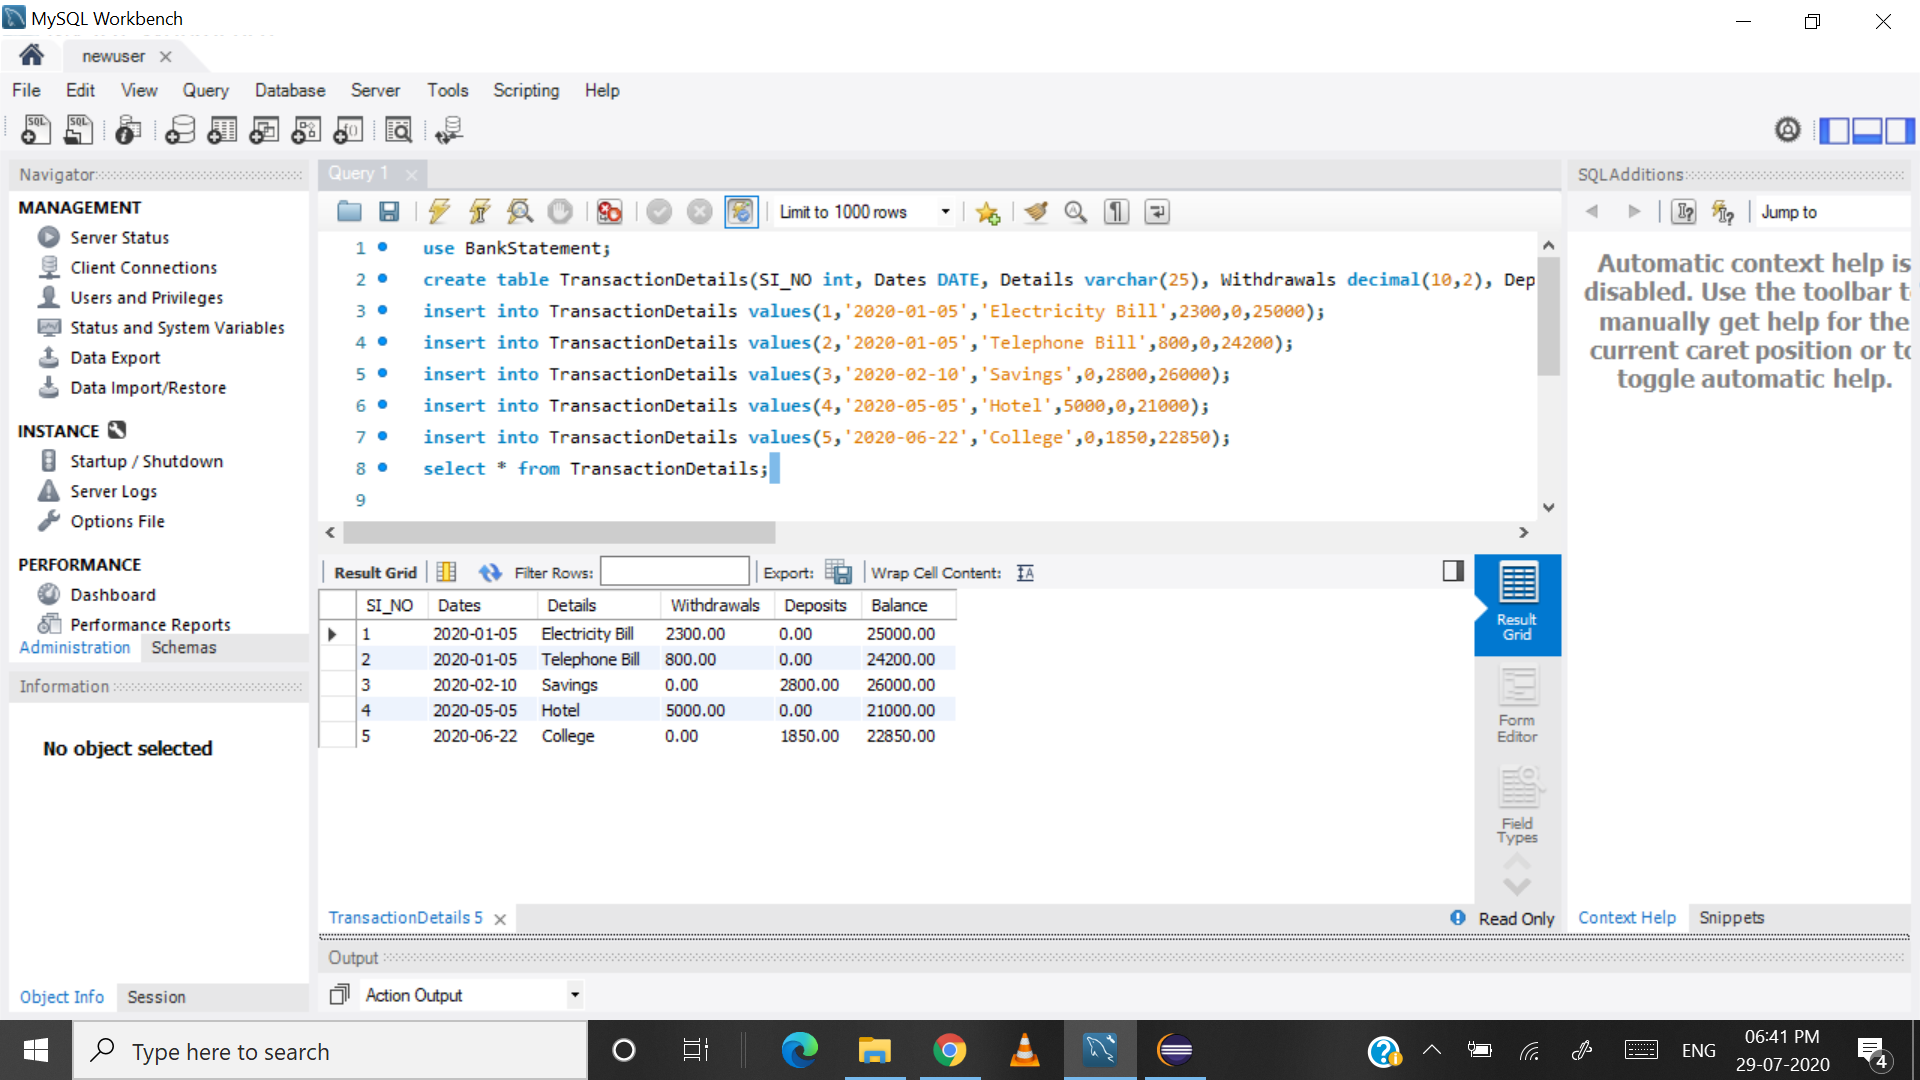 MySQL Workbench
newuser
File Edit View Query Database Server Tools Scripting Help
Navigator
MANAGEMENT
Server Status
Client Connections
Users and Privileges
Status and System Variables
Data Export
Data Import/Restore
INSTANCE
Startup / Shutdown
Server Logs
Options File
PERFORMANCE
Dashboard
Performance Reports
Administration Schemas
Information
No object selected
Object Info Session
Query 1
Limit to 1000 rows
1 use BankStatement;
2 create table TransactionDetails(SI_NO int, Dates DATE, Details varchar(25), Withdrawals decimal(10,2), Dep
3 insert into TransactionDetails values(1,'2020-01-05','Electricity Bill',2300,0,25000);
4 insert into TransactionDetails values(2,'2020-01-05','Telephone Bill',800,0,24200);
5 insert into TransactionDetails values(3,'2020-02-10','Savings',0,2800,26000);
6 insert into TransactionDetails values(4,'2020-05-05','Hotel',5000,0,21000);
7 insert into TransactionDetails values(5,'2020-06-22','College',0,1850,22850);
8 select * from TransactionDetails;
9
Result Grid Filter Rows: Export: Wrap Cell Content: IA
SI_NO Dates Details Withdrawals Deposits Balance
1 2020-01-05 Electricity Bill 2300.00 0.00 25000.00
2 2020-01-05 Telephone Bill 800.00 0.00 24200.00
3 2020-02-10 Savings 0.00 2800.00 26000.00
4 2020-05-05 Hotel 5000.00 0.00 21000.00
5 2020-06-22 College 0.00 1850.00 22850.00
Result
Grid
Form
Editor
Field
Types
TransactionDetails 5
Read Only
Output
Action Output
SQLAdditions
Jump to
Automatic context help is
disabled. Use the toolbar t
manually get help for the
current caret position or to
toggle automatic help.
Context Help Snippets
Type here to search
ENG
06:41 PM
29-07-2020
4